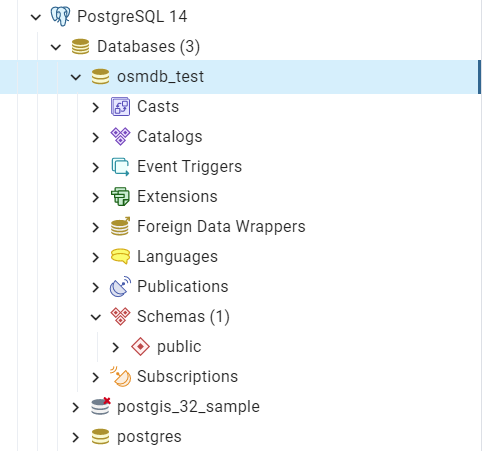 PostgreSQL 14
Databases (3)
osmdb_test
Casts
Catalogs
Event Triggers
Extensions
Foreign Data Wrappers
Languages
Publications
Schemas (1)
public
Subscriptions
postgis_32_sample
postgres